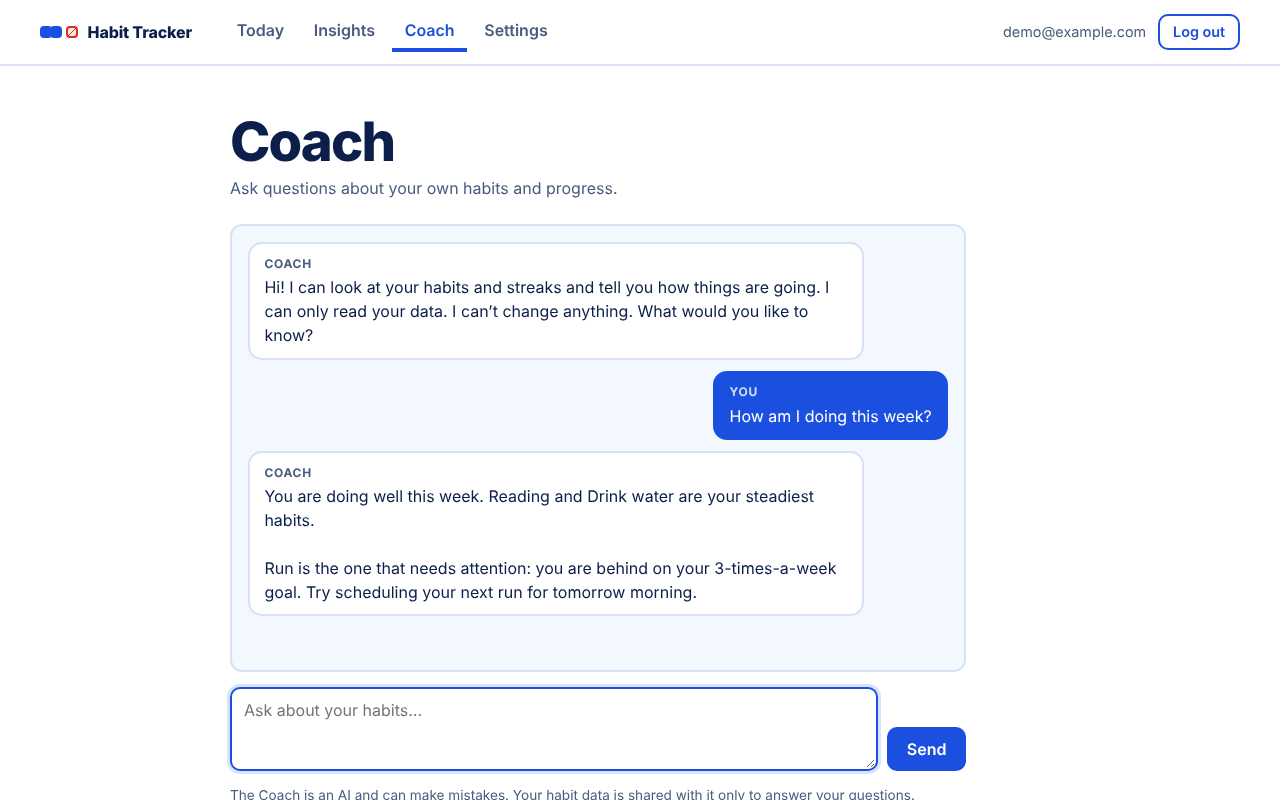 Habit Tracker
Today
Insights
Coach
Settings
demo@example.com
Log out
Coach
Ask questions about your own habits and progress.
COACH
Hi! I can look at your habits and streaks and tell you how things are going. I
can only read your data. I can’t change anything. What would you like to
know?
YOU
How am I doing this week?
COACH
You are doing well this week. Reading and Drink water are your steadiest
habits.
Run is the one that needs attention: you are behind on your 3-times-a-week
goal. Try scheduling your next run for tomorrow morning.
Ask about your habits...
Send
The Coach is an AI and can make mistakes. Your habit data is shared with it only to answer your questions.